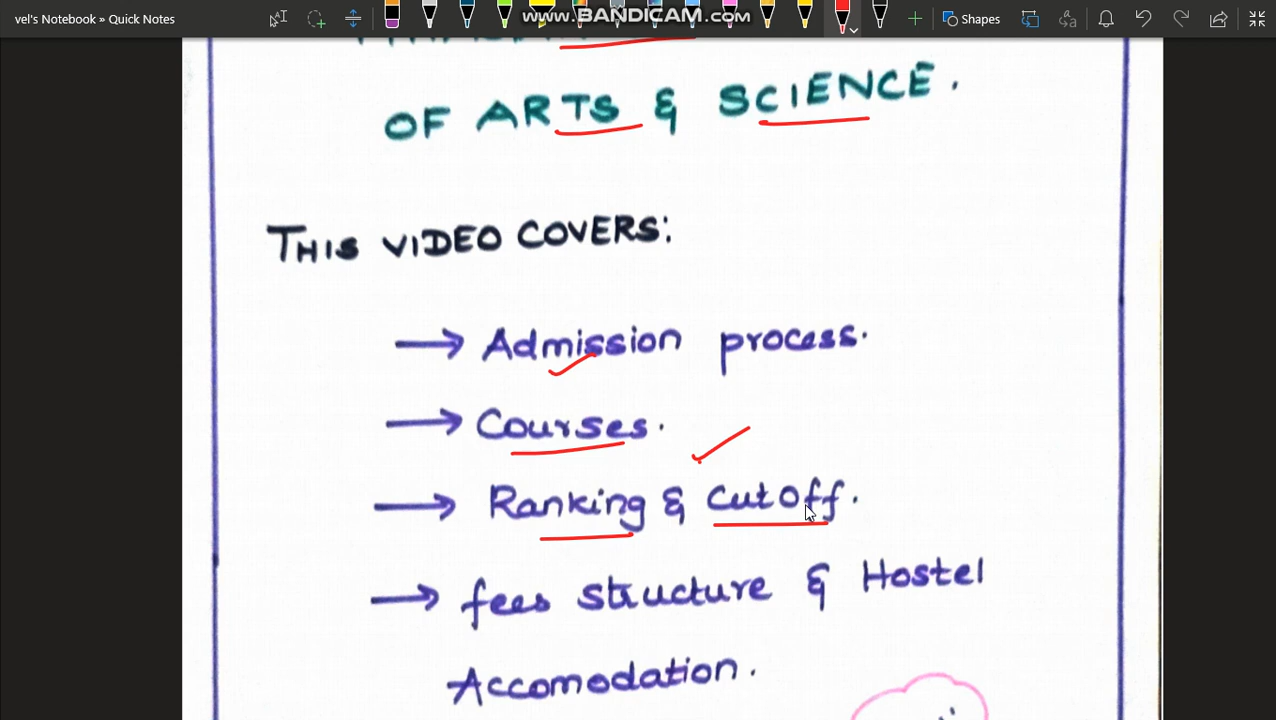 vel's Notebook » Quick Notes
www.BANDICAM.com
Shapes
OF ARTS & SCIENCE.
THIS VIDEO COVERS:
→ Admission process.
→ Courses.
→ Ranking & Cutoff.
→ fees structure & Hostel
Accomodation.